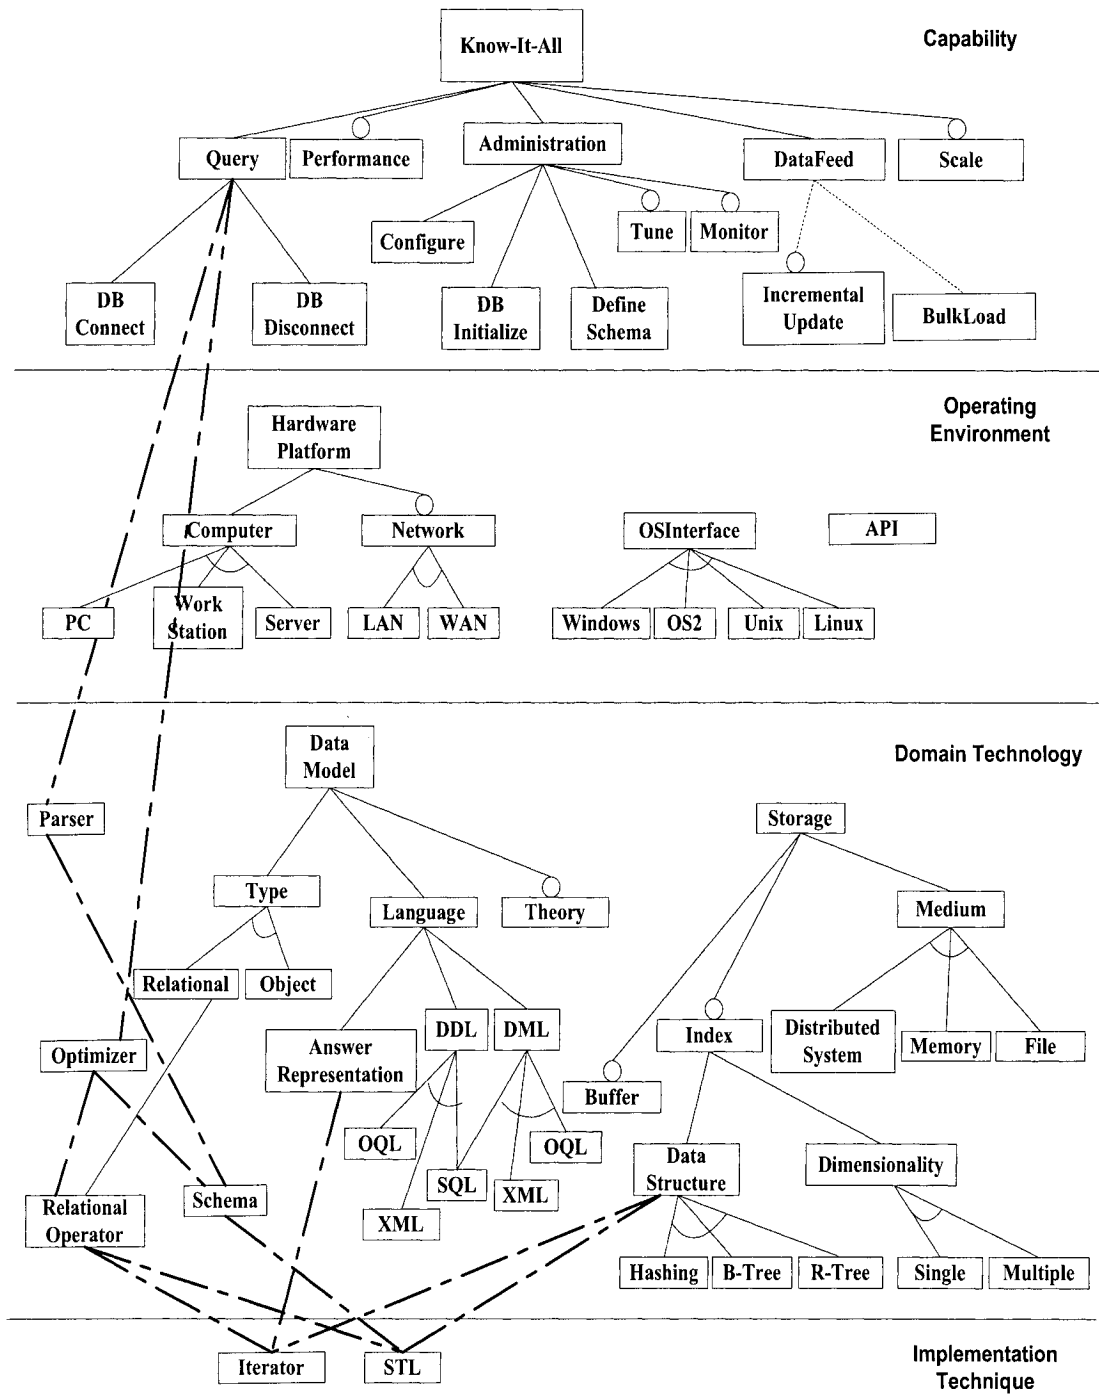 Know-It-All
Capability
Query
Performance
Administration
DataFeed
Scale
Configure
Tune
Monitor
DB
Connect
DB
Disconnect
DB
Initialize
Define
Schema
Incremental
Update
BulkLoad
Operating
Environment
Hardware
Platform
Computer
Network
OSInterface
API
PC
Work
Station
Server
LAN
WAN
Windows
OS2
Unix
Linux
Domain Technology
Data
Model
Parser
Storage
Type
Language
Theory
Medium
Relational
Object
DDL
DML
Index
Distributed
System
Memory
File
Optimizer
Answer
Representation
Buffer
OQL
OQL
Data
Structure
Dimensionality
SQL
XML
XML
Schema
Relational
Operator
Hashing
B-Tree
R-Tree
Single
Multiple
Iterator
STL
Implementation
Technique